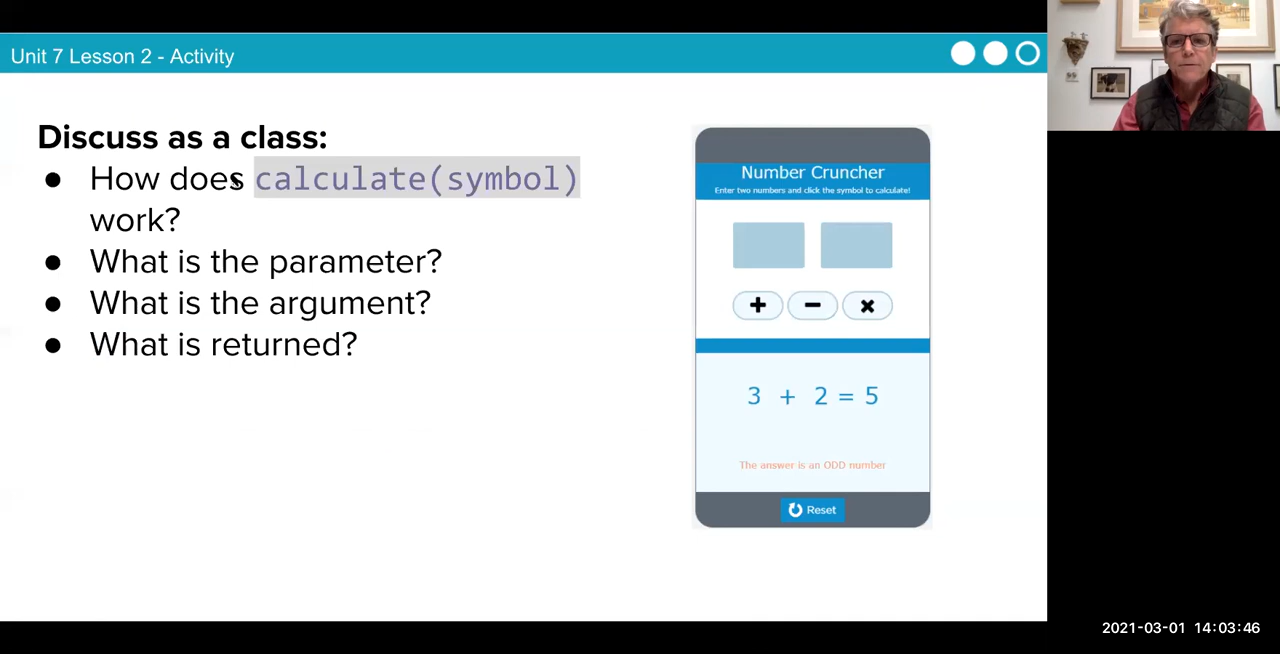 Unit 7 Lesson 2 - Activity
Discuss as a class:
● How does calculate(symbol)
work?
● What is the parameter?
● What is the argument?
● What is returned?
Number Cruncher
Enter two numbers and click the symbol to calculate!
+ − ×
3 + 2 = 5
The answer is an ODD number
Reset
2021-03-01 14:03:46